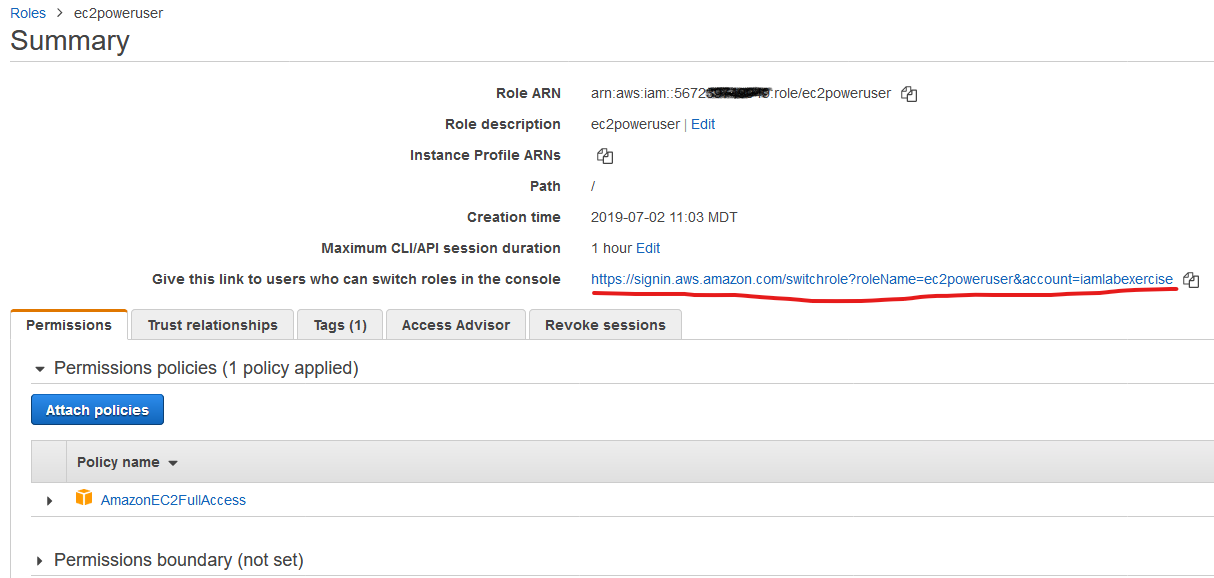 Roles > ec2poweruser
Summary
Role ARN arn:aws:iam::5672 :role/ec2poweruser
Role description ec2poweruser | Edit
Instance Profile ARNs
Path /
Creation time 2019-07-02 11:03 MDT
Maximum CLI/API session duration 1 hour Edit
Give this link to users who can switch roles in the console https://signin.aws.amazon.com/switchrole?roleName=ec2poweruser&account=iamlabexercise
Permissions Trust relationships Tags (1) Access Advisor Revoke sessions
Permissions policies (1 policy applied)
Attach policies
Policy name
AmazonEC2FullAccess
Permissions boundary (not set)